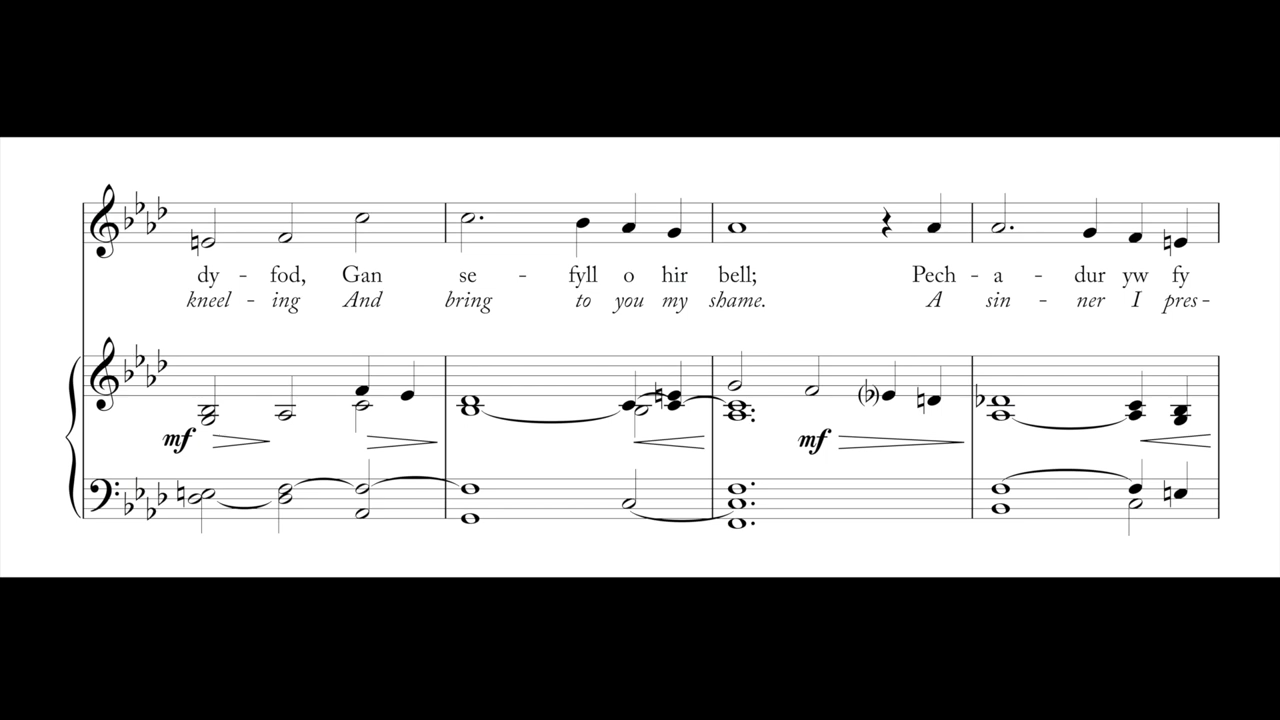 dy - fod, Gan se - fyll o hir bell; Pech - a - dur yw fy
kneel - ing And bring to you my shame. A sin - ner I pres -
mf mf